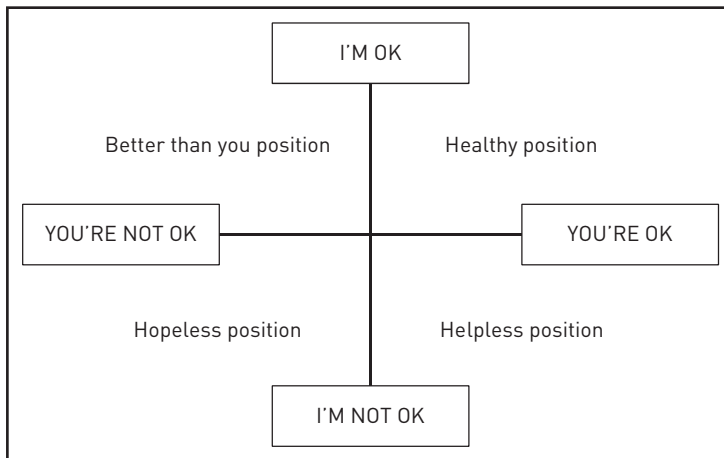 I'M OK
Better than you position
Healthy position
YOU'RE NOT OK
YOU'RE OK
Hopeless position
Helpless position
I'M NOT OK